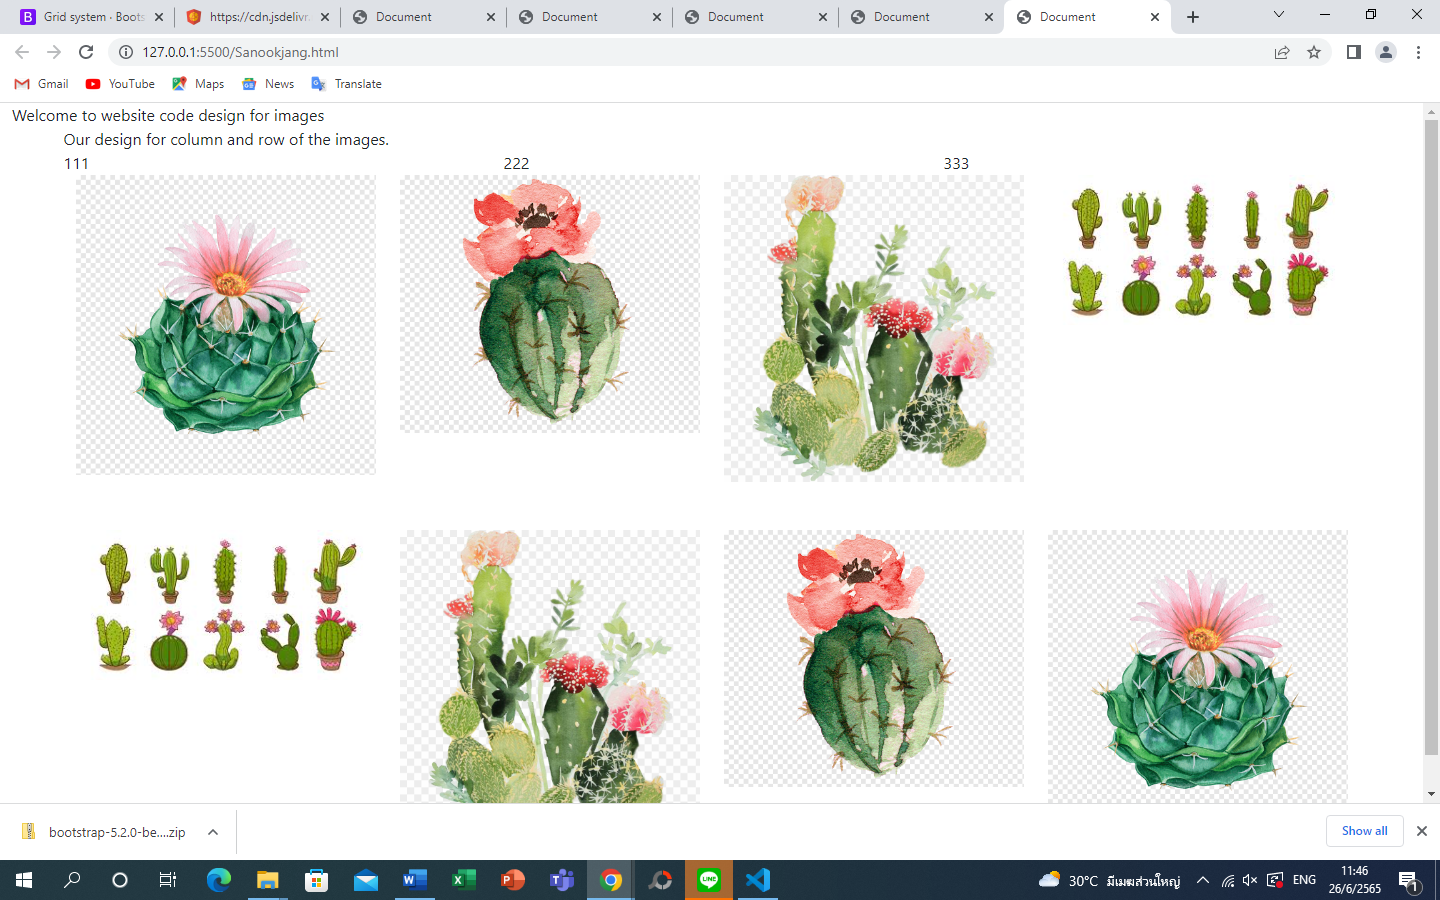 Grid system · Boots
https://cdn.jsdelivr
Document
Document
Document
Document
Document
127.0.0.1:5500/Sanookjang.html
Gmail
YouTube
Maps
News
Translate
Welcome to website code design for images
Our design for column and row of the images.
111 222 333
bootstrap-5.2.0-be....zip
Show all
30°C มีเมฆส่วนใหญ่
ENG
11:46
26/6/2565
1